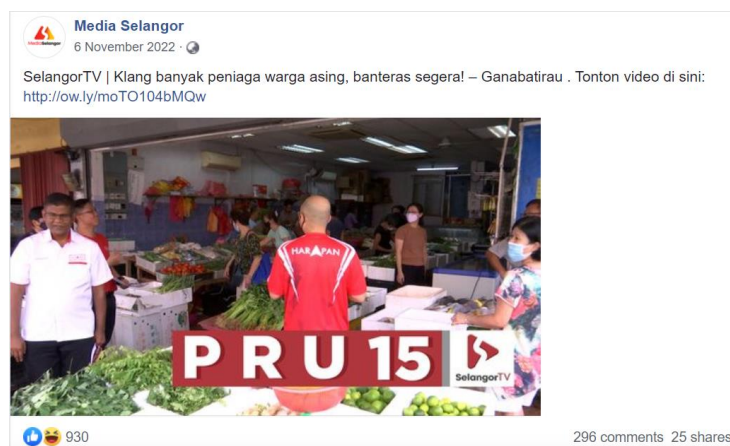 Media Selangor
6 November 2022 ·
SelangorTV | Klang banyak peniaga warga asing, banteras segera! – Ganabatirau . Tonton video di sini:
http://ow.ly/moTO104bMQw
HARAPAN
PRU 15
SelangorTV
930
296 comments 25 shares